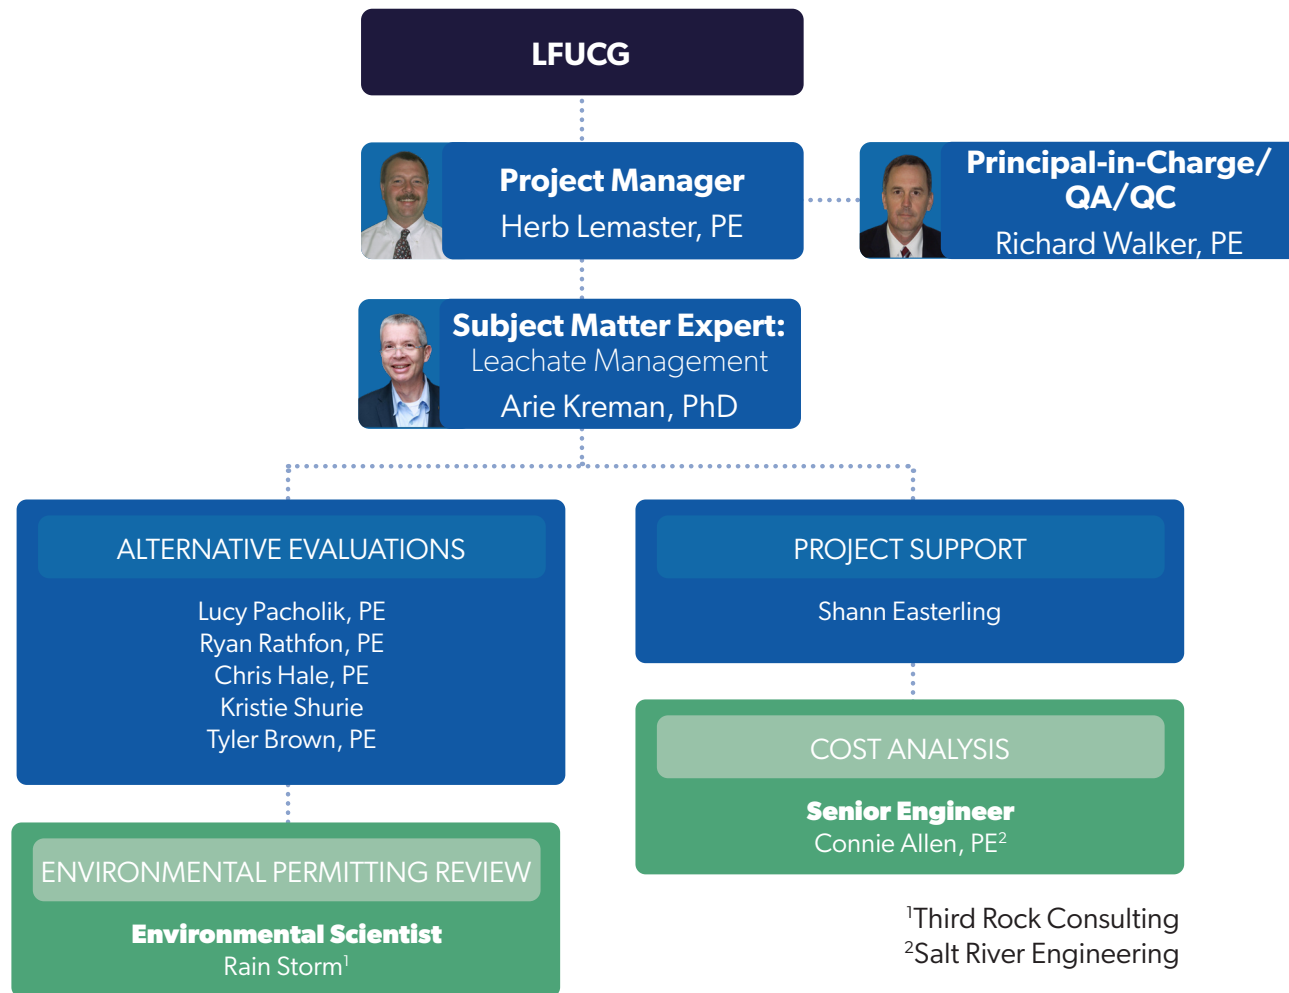 LFUCG
Project Manager
Herb Lemaster, PE
Principal-in-Charge/
QA/QC
Richard Walker, PE
Subject Matter Expert:
Leachate Management
Arie Kreman, PhD
ALTERNATIVE EVALUATIONS
Lucy Pacholik, PE
Ryan Rathfon, PE
Chris Hale, PE
Kristie Shurie
Tyler Brown, PE
PROJECT SUPPORT
Shann Easterling
COST ANALYSIS
Senior Engineer
Connie Allen, PE²
ENVIRONMENTAL PERMITTING REVIEW
Environmental Scientist
Rain Storm¹
¹Third Rock Consulting
²Salt River Engineering